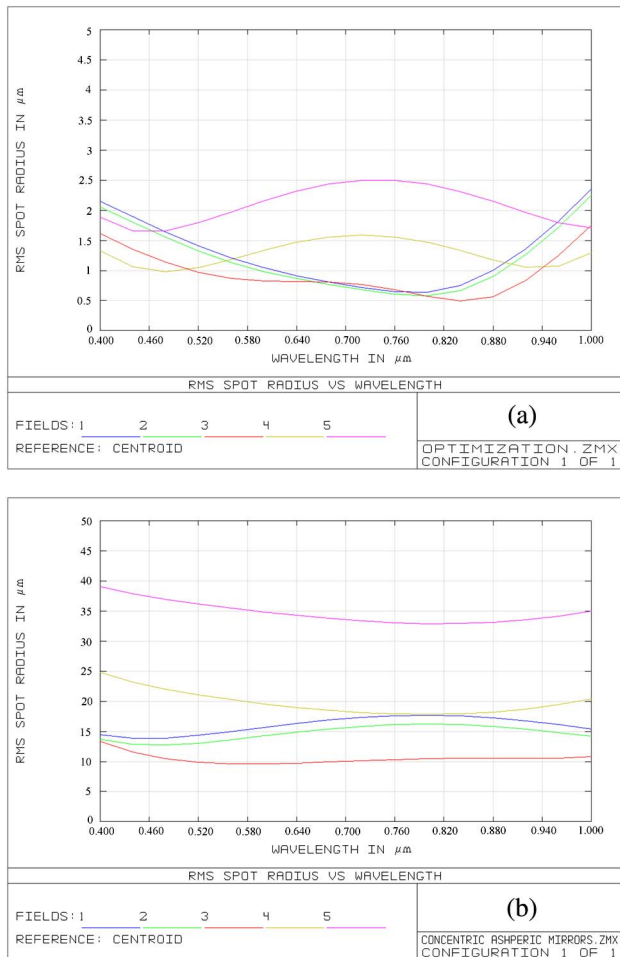 5
4.5
4
3.5
3
2.5
2
1.5
1
0.5
0
RMS SPOT RADIUS IN µm
0.400 0.460 0.520 0.580 0.640 0.700 0.760 0.820 0.880 0.940 1.000
WAVELENGTH IN µm
RMS SPOT RADIUS VS WAVELENGTH
FIELDS: 1 2 3 4 5
REFERENCE: CENTROID
(a)
OPTIMIZATION.ZMX
CONFIGURATION 1 OF 1
50
45
40
35
30
25
20
15
10
5
0
RMS SPOT RADIUS IN µm
0.400 0.460 0.520 0.580 0.640 0.700 0.760 0.820 0.880 0.940 1.000
WAVELENGTH IN µm
RMS SPOT RADIUS VS WAVELENGTH
FIELDS: 1 2 3 4 5
REFERENCE: CENTROID
(b)
CONCENTRIC ASHPERIC MIRRORS.ZMX
CONFIGURATION 1 OF 1